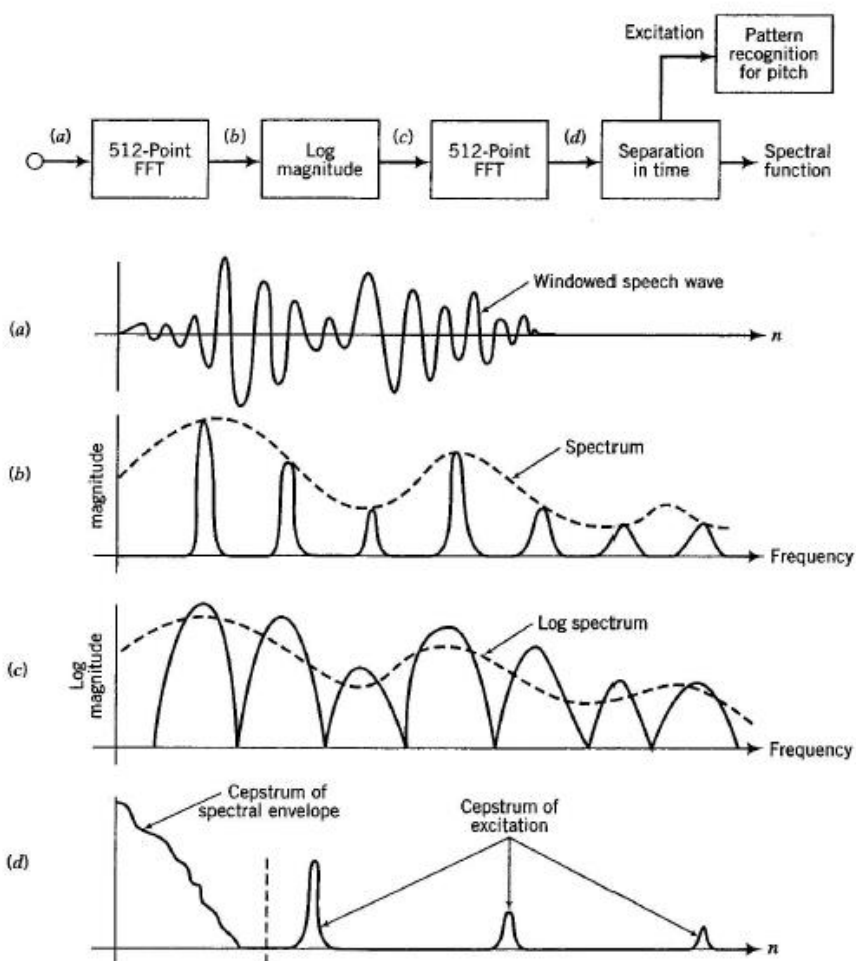 Excitation
Pattern
recognition
for pitch
(a)
512-Point
FFT
(b)
Log
magnitude
(c)
512-Point
FFT
(d)
Separation
in time
Spectral
function
(a)
Windowed speech wave
n
(b)
magnitude
Spectrum
Frequency
(c)
Log
magnitude
Log spectrum
Frequency
(d)
Cepstrum of
spectral envelope
Cepstrum of
excitation
n